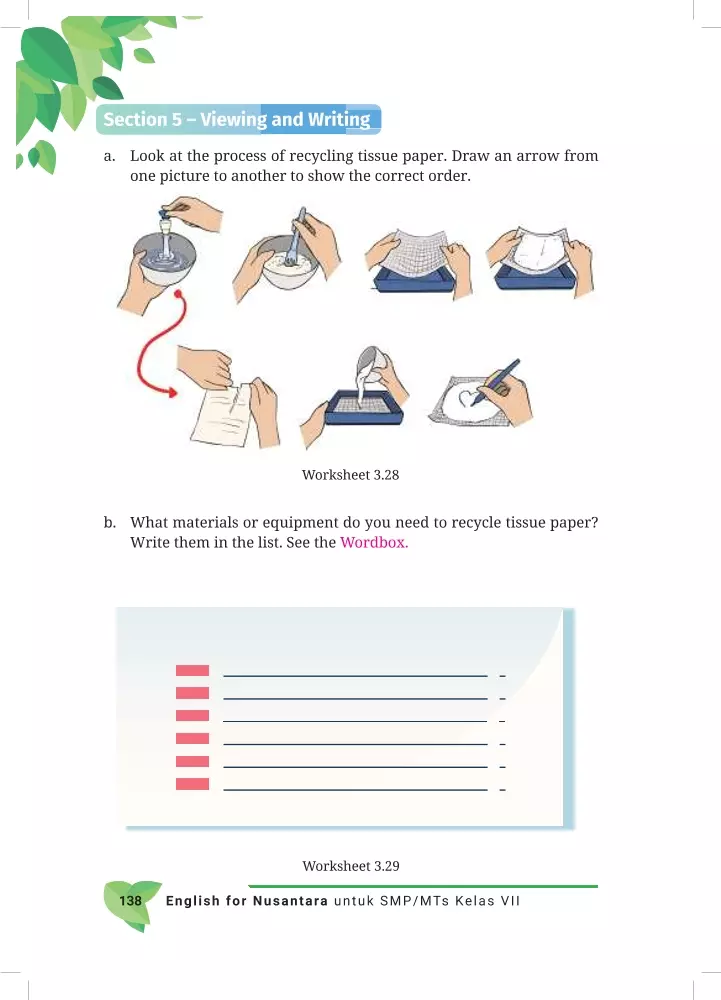 Section 5 – Viewing and Writing
a. Look at the process of recycling tissue paper. Draw an arrow from
one picture to another to show the correct order.
Worksheet 3.28
b. What materials or equipment do you need to recycle tissue paper?
Write them in the list. See the Wordbox.
Worksheet 3.29
138 English for Nusantara untuk SMP/MTs Kelas VII